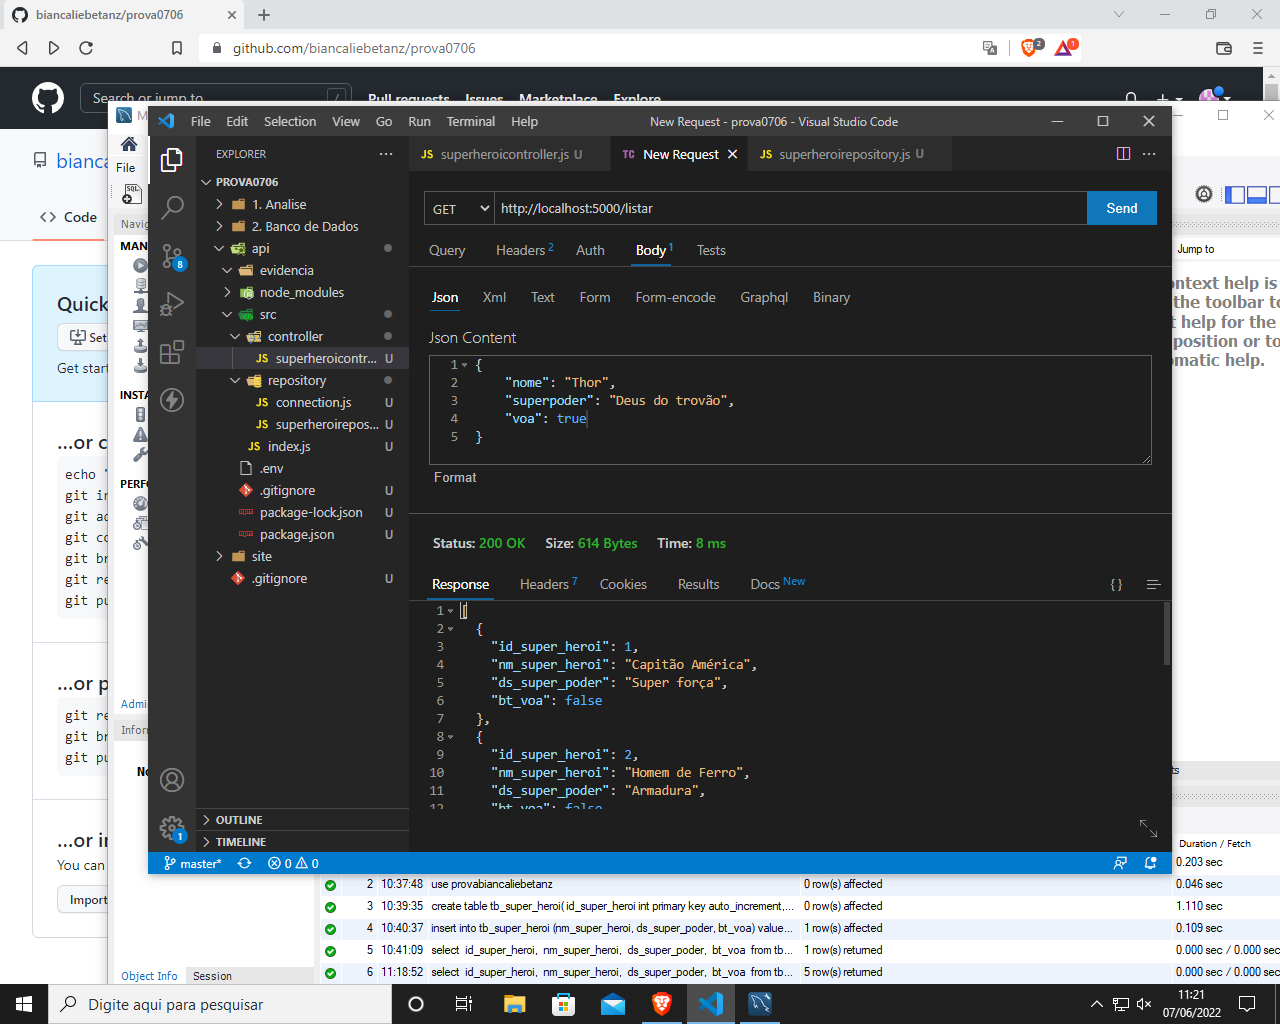 biancaliebetanz/prova0706
github.com/biancaliebetanz/prova0706
2
1
Search or jump to
/
Pull requests
Issues
Marketplace
Explore
bianca
Code
Quick
Set
Get start
...or c
echo "
git in
git ad
git co
git br
git re
git pu
...or p
git re
git br
git pu
...or in
You can
Import
M
File
Navig
MAN
INSTA
PERFO
Admi
Inform
No
Object Info
Session
File
Edit
Selection
View
Go
Run
Terminal
Help
New Request - prova0706 - Visual Studio Code
EXPLORER
PROVA0706
1. Analise
2. Banco de Dados
api
evidencia
node_modules
src
controller
JS superheroicontr... U
repository
JS connection.js U
JS superheroirepos... U
JS index.js U
.env
.gitignore U
package-lock.json U
package.json U
site
.gitignore U
OUTLINE
TIMELINE
8
1
JS superheroicontroller.js U
TC New Request
JS superheroirepository.js U
GET
http://localhost:5000/listar
Send
Query
Headers 2
Auth
Body 1
Tests
Json
Xml
Text
Form
Form-encode
Graphql
Binary
Json Content
1 {
2 "nome": "Thor",
3 "superpoder": "Deus do trovão",
4 "voa": true
5 }
Format
Status: 200 OK
Size: 614 Bytes
Time: 8 ms
Response
Headers 7
Cookies
Results
Docs New
{ }
1 [
2 {
3 "id_super_heroi": 1,
4 "nm_super_heroi": "Capitão América",
5 "ds_super_poder": "Super força",
6 "bt_voa": false
7 },
8 {
9 "id_super_heroi": 2,
10 "nm_super_heroi": "Homem de Ferro",
11 "ds_super_poder": "Armadura",
12 "bt_voa": false
master*
0
0
Jump to
ontext help is
the toolbar to
t help for the
position or to
omatic help.
ts
Duration / Fetch
0.203 sec
2 10:37:48 use provabiancaliebetanz 0 row(s) affected 0.046 sec
3 10:39:35 create table tb_super_heroi( id_super_heroi int primary key auto_increment,... 0 row(s) affected 1.110 sec
4 10:40:37 insert into tb_super_heroi (nm_super_heroi, ds_super_poder, bt_voa) value... 1 row(s) affected 0.109 sec
5 10:41:09 select id_super_heroi, nm_super_heroi, ds_super_poder, bt_voa from tb... 1 row(s) returned 0.000 sec / 0.000 sec
6 11:18:52 select id_super_heroi, nm_super_heroi, ds_super_poder, bt_voa from tb... 5 row(s) returned 0.000 sec / 0.000 sec
Digite aqui para pesquisar
11:21
07/06/2022